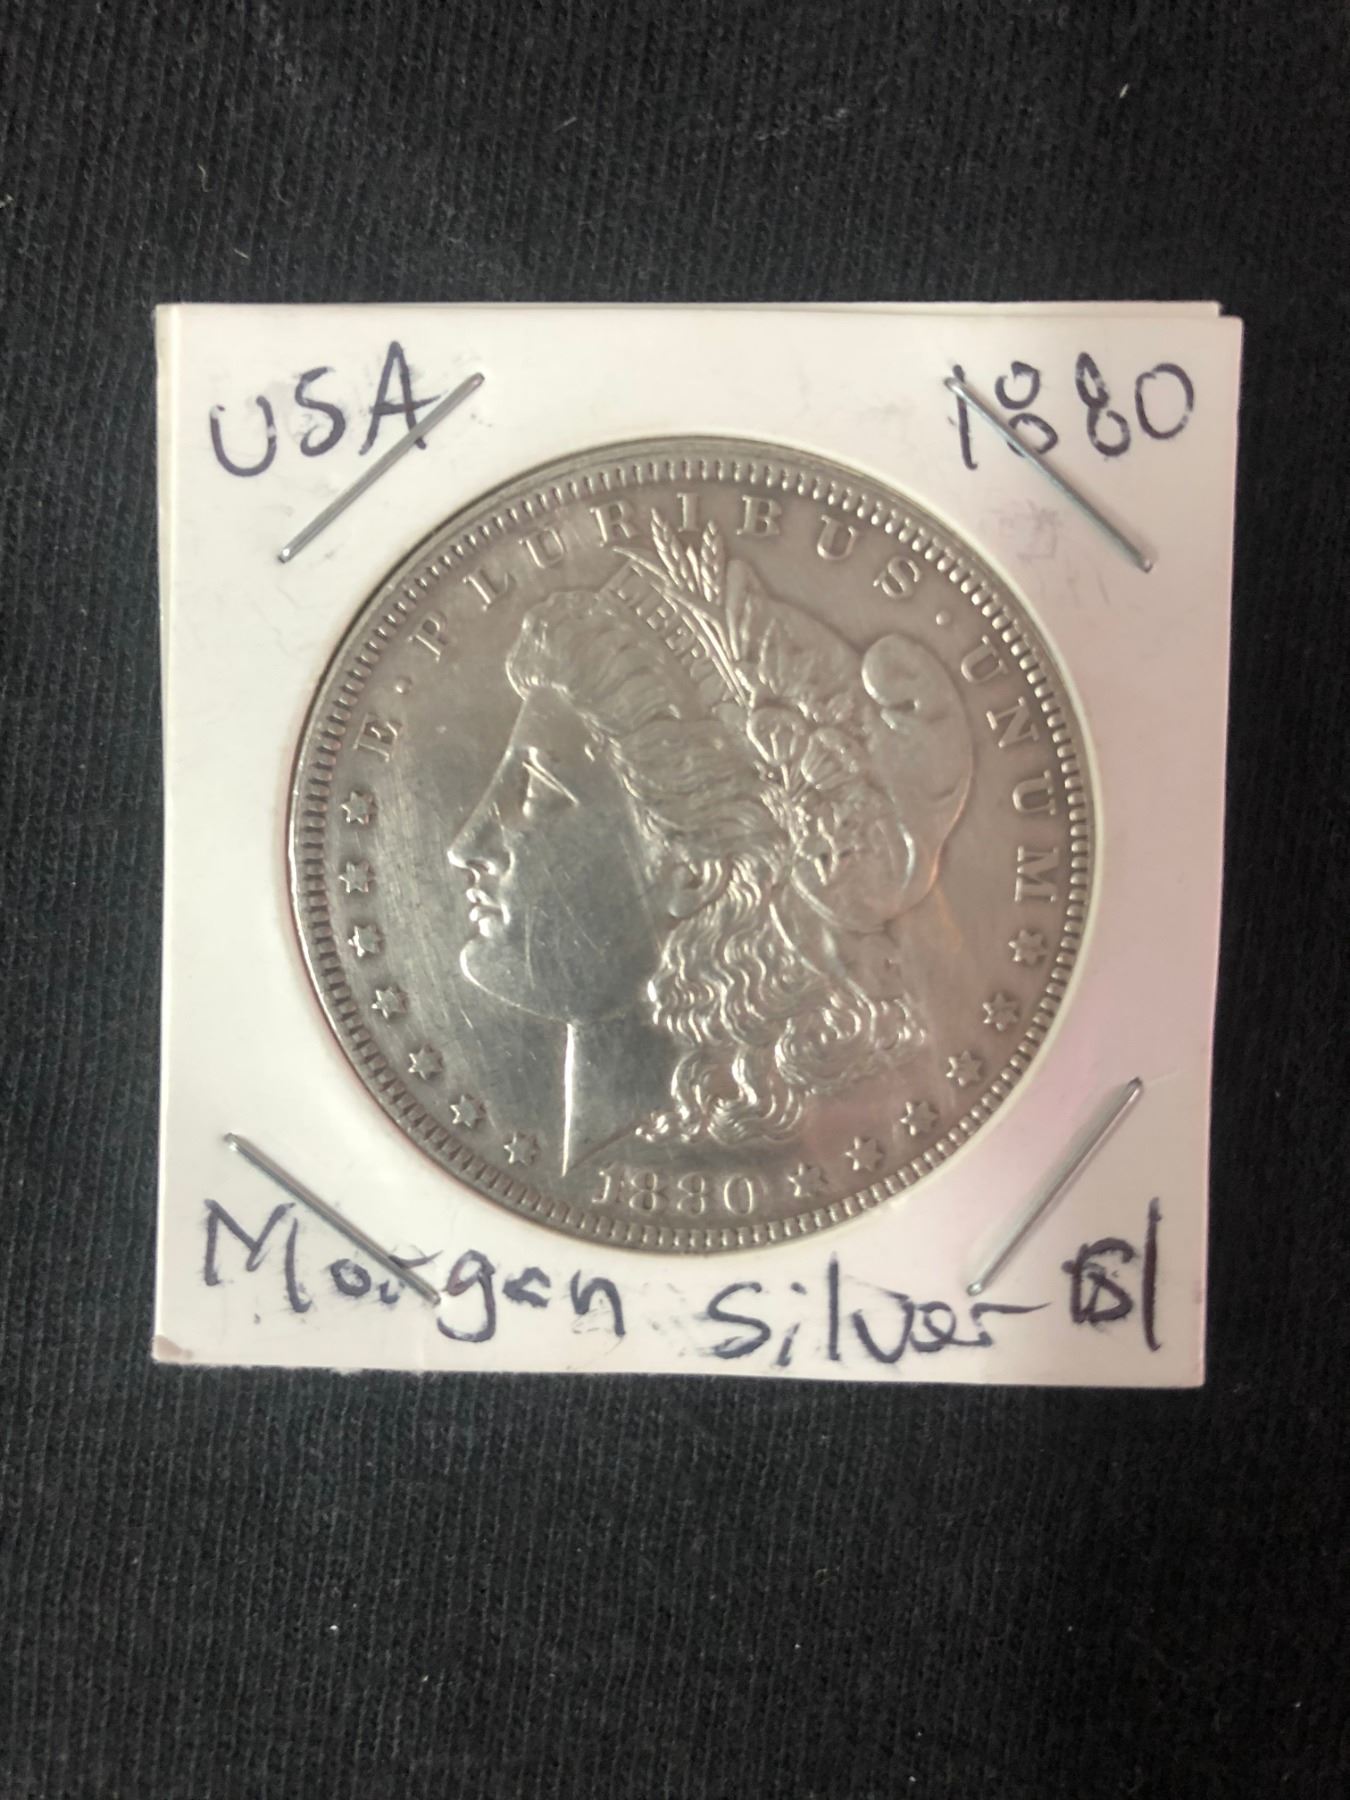 USA 1880
E·PLURIBUS·UNUM
LIBERTY
1880
Morgan Silver $1